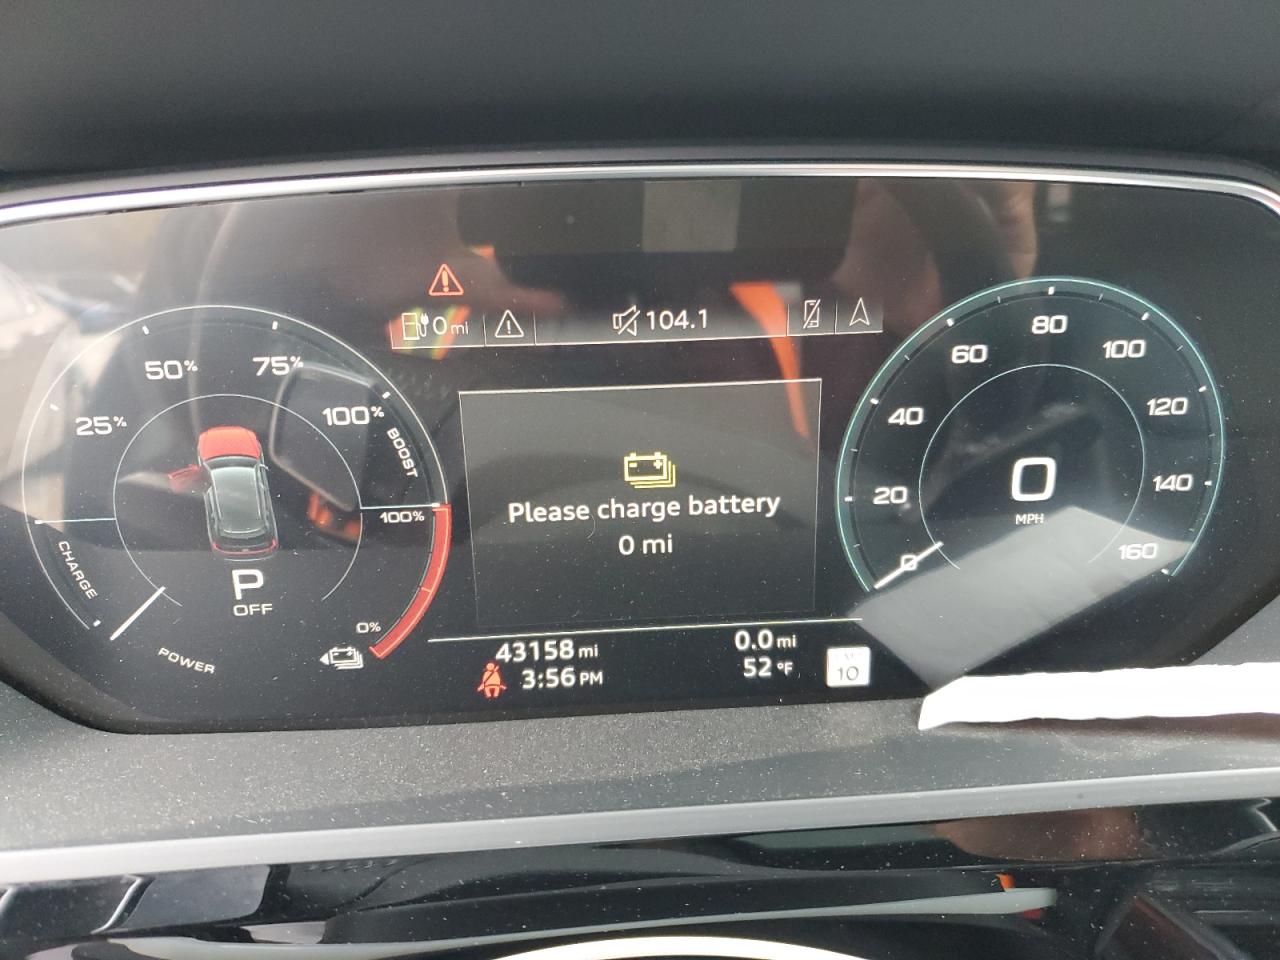 0 mi
104.1
25%
50%
75%
100%
BOOST
100%
CHARGE
P
OFF
0%
POWER
Please charge battery
0 mi
43158 mi
3:56 PM
0.0 mi
52 °F
10
0
20
40
60
80
100
120
140
160
0
MPH